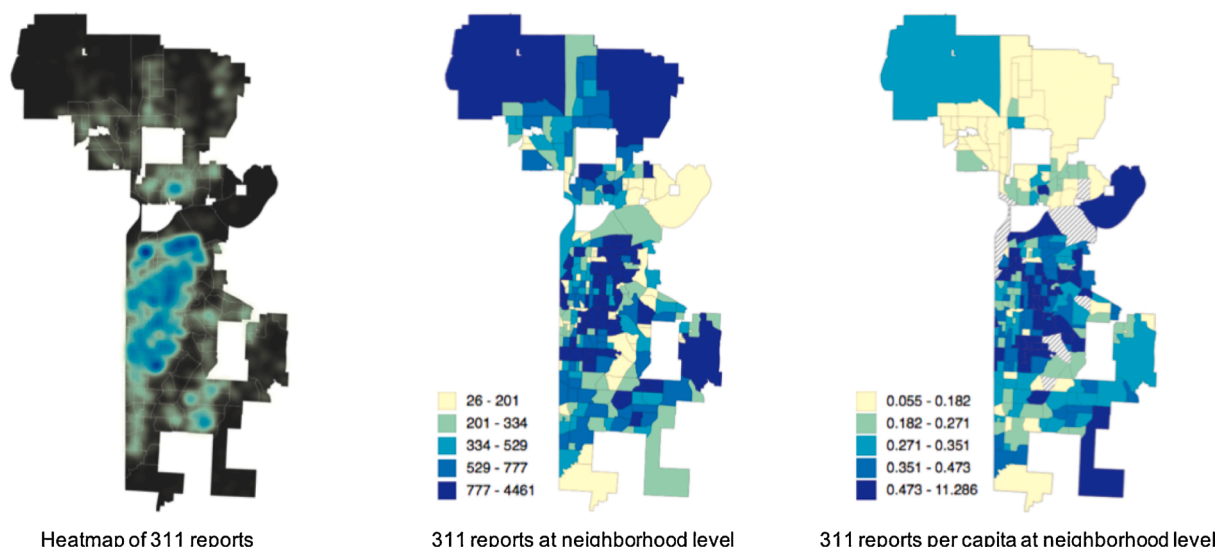 26 - 201
201 - 334
334 - 529
529 - 777
777 - 4461
0.055 - 0.182
0.182 - 0.271
0.271 - 0.351
0.351 - 0.473
0.473 - 11.286
Heatmap of 311 reports
311 reports at neighborhood level
311 reports per capita at neighborhood level